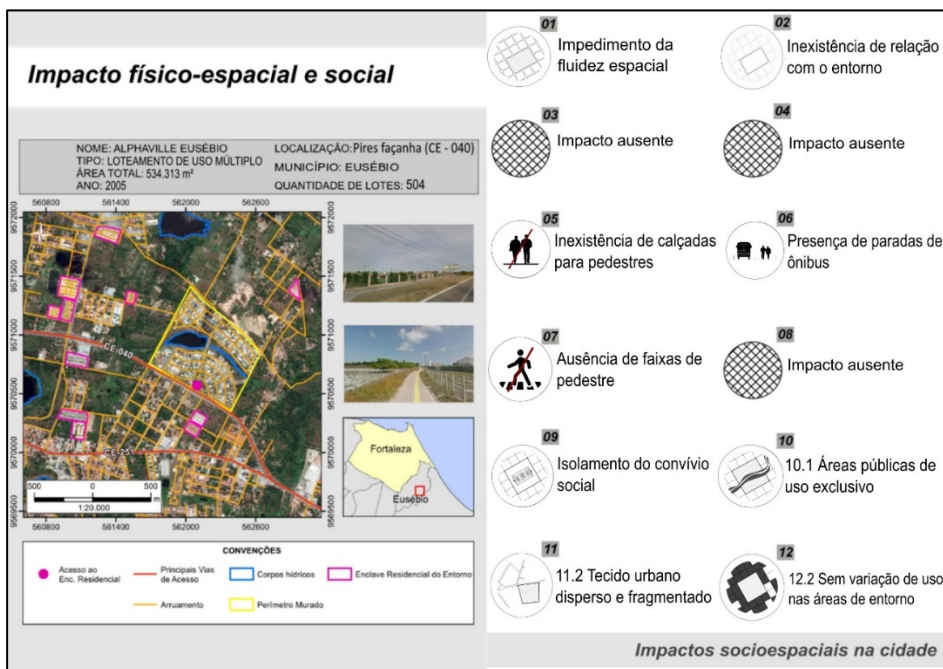 Impacto físico-espacial e social
NOME: ALPHAVILLE EUSÉBIO
TIPO: LOTEAMENTO DE USO MÚLTIPLO
ÁREA TOTAL: 534.313 m²
ANO: 2005
LOCALIZAÇÃO: Pires façanha (CE - 040)
MUNICÍPIO: EUSÉBIO
QUANTIDADE DE LOTES: 504
560800 561400 562000 562600
9572000
9571500
9571000
9570500
9570000
9569500
CE-040
CE-251
500 0 500
m
1:20.000
560800 561400 562000 562600
Fortaleza
Eusébio
CONVENÇÕES
Acesso ao
Enc. Residencial
Principais Vias
de Acesso
Corpos hídricos
Enclave Residencial do Entorno
Arruamento
Perímetro Murado
01
Impedimento da
fluidez espacial
02
Inexistência de relação
com o entorno
03
Impacto ausente
04
Impacto ausente
05
Inexistência de calçadas
para pedestres
06
Presença de paradas de
ônibus
07
Ausência de faixas de
pedestre
08
Impacto ausente
09
Isolamento do convívio
social
10
10.1 Áreas públicas de
uso exclusivo
11
11.2 Tecido urbano
disperso e fragmentado
12
12.2 Sem variação de uso
nas áreas de entorno
Impactos socioespaciais na cidade